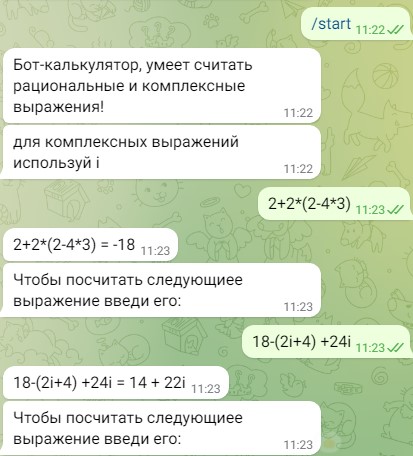 /start 11:22
Бот-калькулятор, умеет считать
рациональные и комплексные
выражения!
11:22
для комплексных выражений
используй i
11:22
2+2*(2-4*3) 11:23
2+2*(2-4*3) = -18 11:23
Чтобы посчитать следующиее
выражение введи его:
11:23
18-(2i+4) +24i 11:23
18-(2i+4) +24i = 14 + 22i 11:23
Чтобы посчитать следующиее
выражение введи его:
11:23